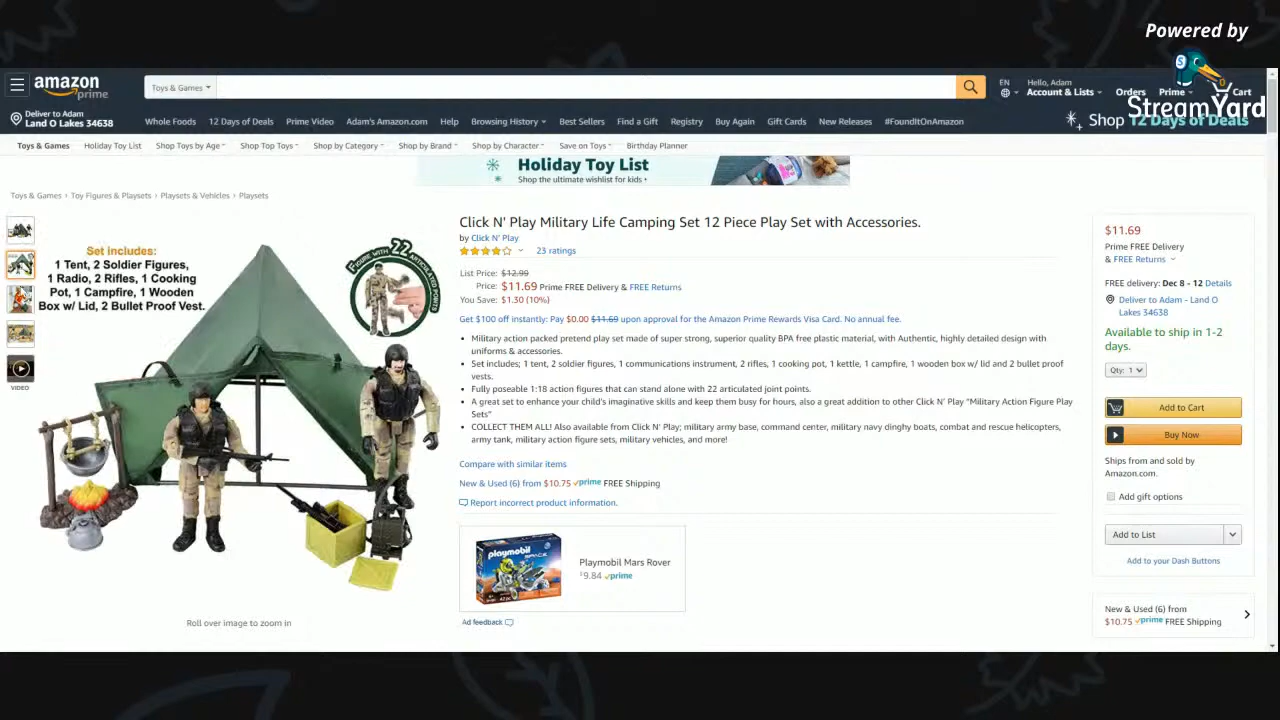 Powered by
StreamYard
amazon
prime
Toys & Games
EN
Hello, Adam
Account & Lists
Orders
Prime
0
Cart
Deliver to Adam
Land O Lakes 34638
Whole Foods
12 Days of Deals
Prime Video
Adam's Amazon.com
Help
Browsing History
Best Sellers
Find a Gift
Registry
Buy Again
Gift Cards
New Releases
#FoundItOnAmazon
Shop 12 Days of Deals
Toys & Games
Holiday Toy List
Shop Toys by Age
Shop Top Toys
Shop by Category
Shop by Brand
Shop by Character
Save on Toys
Birthday Planner
Holiday Toy List
Shop the ultimate wishlist for kids
Toys & Games › Toy Figures & Playsets › Playsets & Vehicles › Playsets
Set includes:
1 Tent, 2 Soldier Figures,
1 Radio, 2 Rifles, 1 Cooking
Pot, 1 Campfire, 1 Wooden
Box w/ Lid, 2 Bullet Proof Vest.
FIGURE WITH 22 ARTICULATED POINTS
VIDEO
Roll over image to zoom in
Click N' Play Military Life Camping Set 12 Piece Play Set with Accessories.
by Click N' Play
23 ratings
List Price: $12.99
Price: $11.69 Prime FREE Delivery & FREE Returns
You Save: $1.30 (10%)
Get $100 off instantly: Pay $0.00 $11.69 upon approval for the Amazon Prime Rewards Visa Card. No annual fee.
• Military action packed pretend play set made of super strong, superior quality BPA free plastic material, with Authentic, highly detailed design with
uniforms & accessories.
• Set includes; 1 tent, 2 soldier figures, 1 communications instrument, 2 rifles, 1 cooking pot, 1 kettle, 1 campfire, 1 wooden box w/ lid and 2 bullet proof
vests.
• Fully poseable 1:18 action figures that can stand alone with 22 articulated joint points.
• A great set to enhance your child's imaginative skills and keep them busy for hours, also a great addition to other Click N' Play "Military Action Figure Play
Sets"
• COLLECT THEM ALL! Also available from Click N' Play; military army base, command center, military navy dinghy boats, combat and rescue helicopters,
army tank, military action figure sets, military vehicles, and more!
Compare with similar items
New & Used (6) from $10.75 prime FREE Shipping
Report incorrect product information.
playmobil
SPACE
Playmobil Mars Rover
$9.84 prime
Ad feedback
$11.69
Prime FREE Delivery
& FREE Returns
FREE delivery: Dec 8 - 12 Details
Deliver to Adam - Land O
Lakes 34638
Available to ship in 1-2
days.
Qty: 1
Add to Cart
Buy Now
Ships from and sold by
Amazon.com.
Add gift options
Add to List
Add to your Dash Buttons
New & Used (6) from
$10.75 prime FREE Shipping